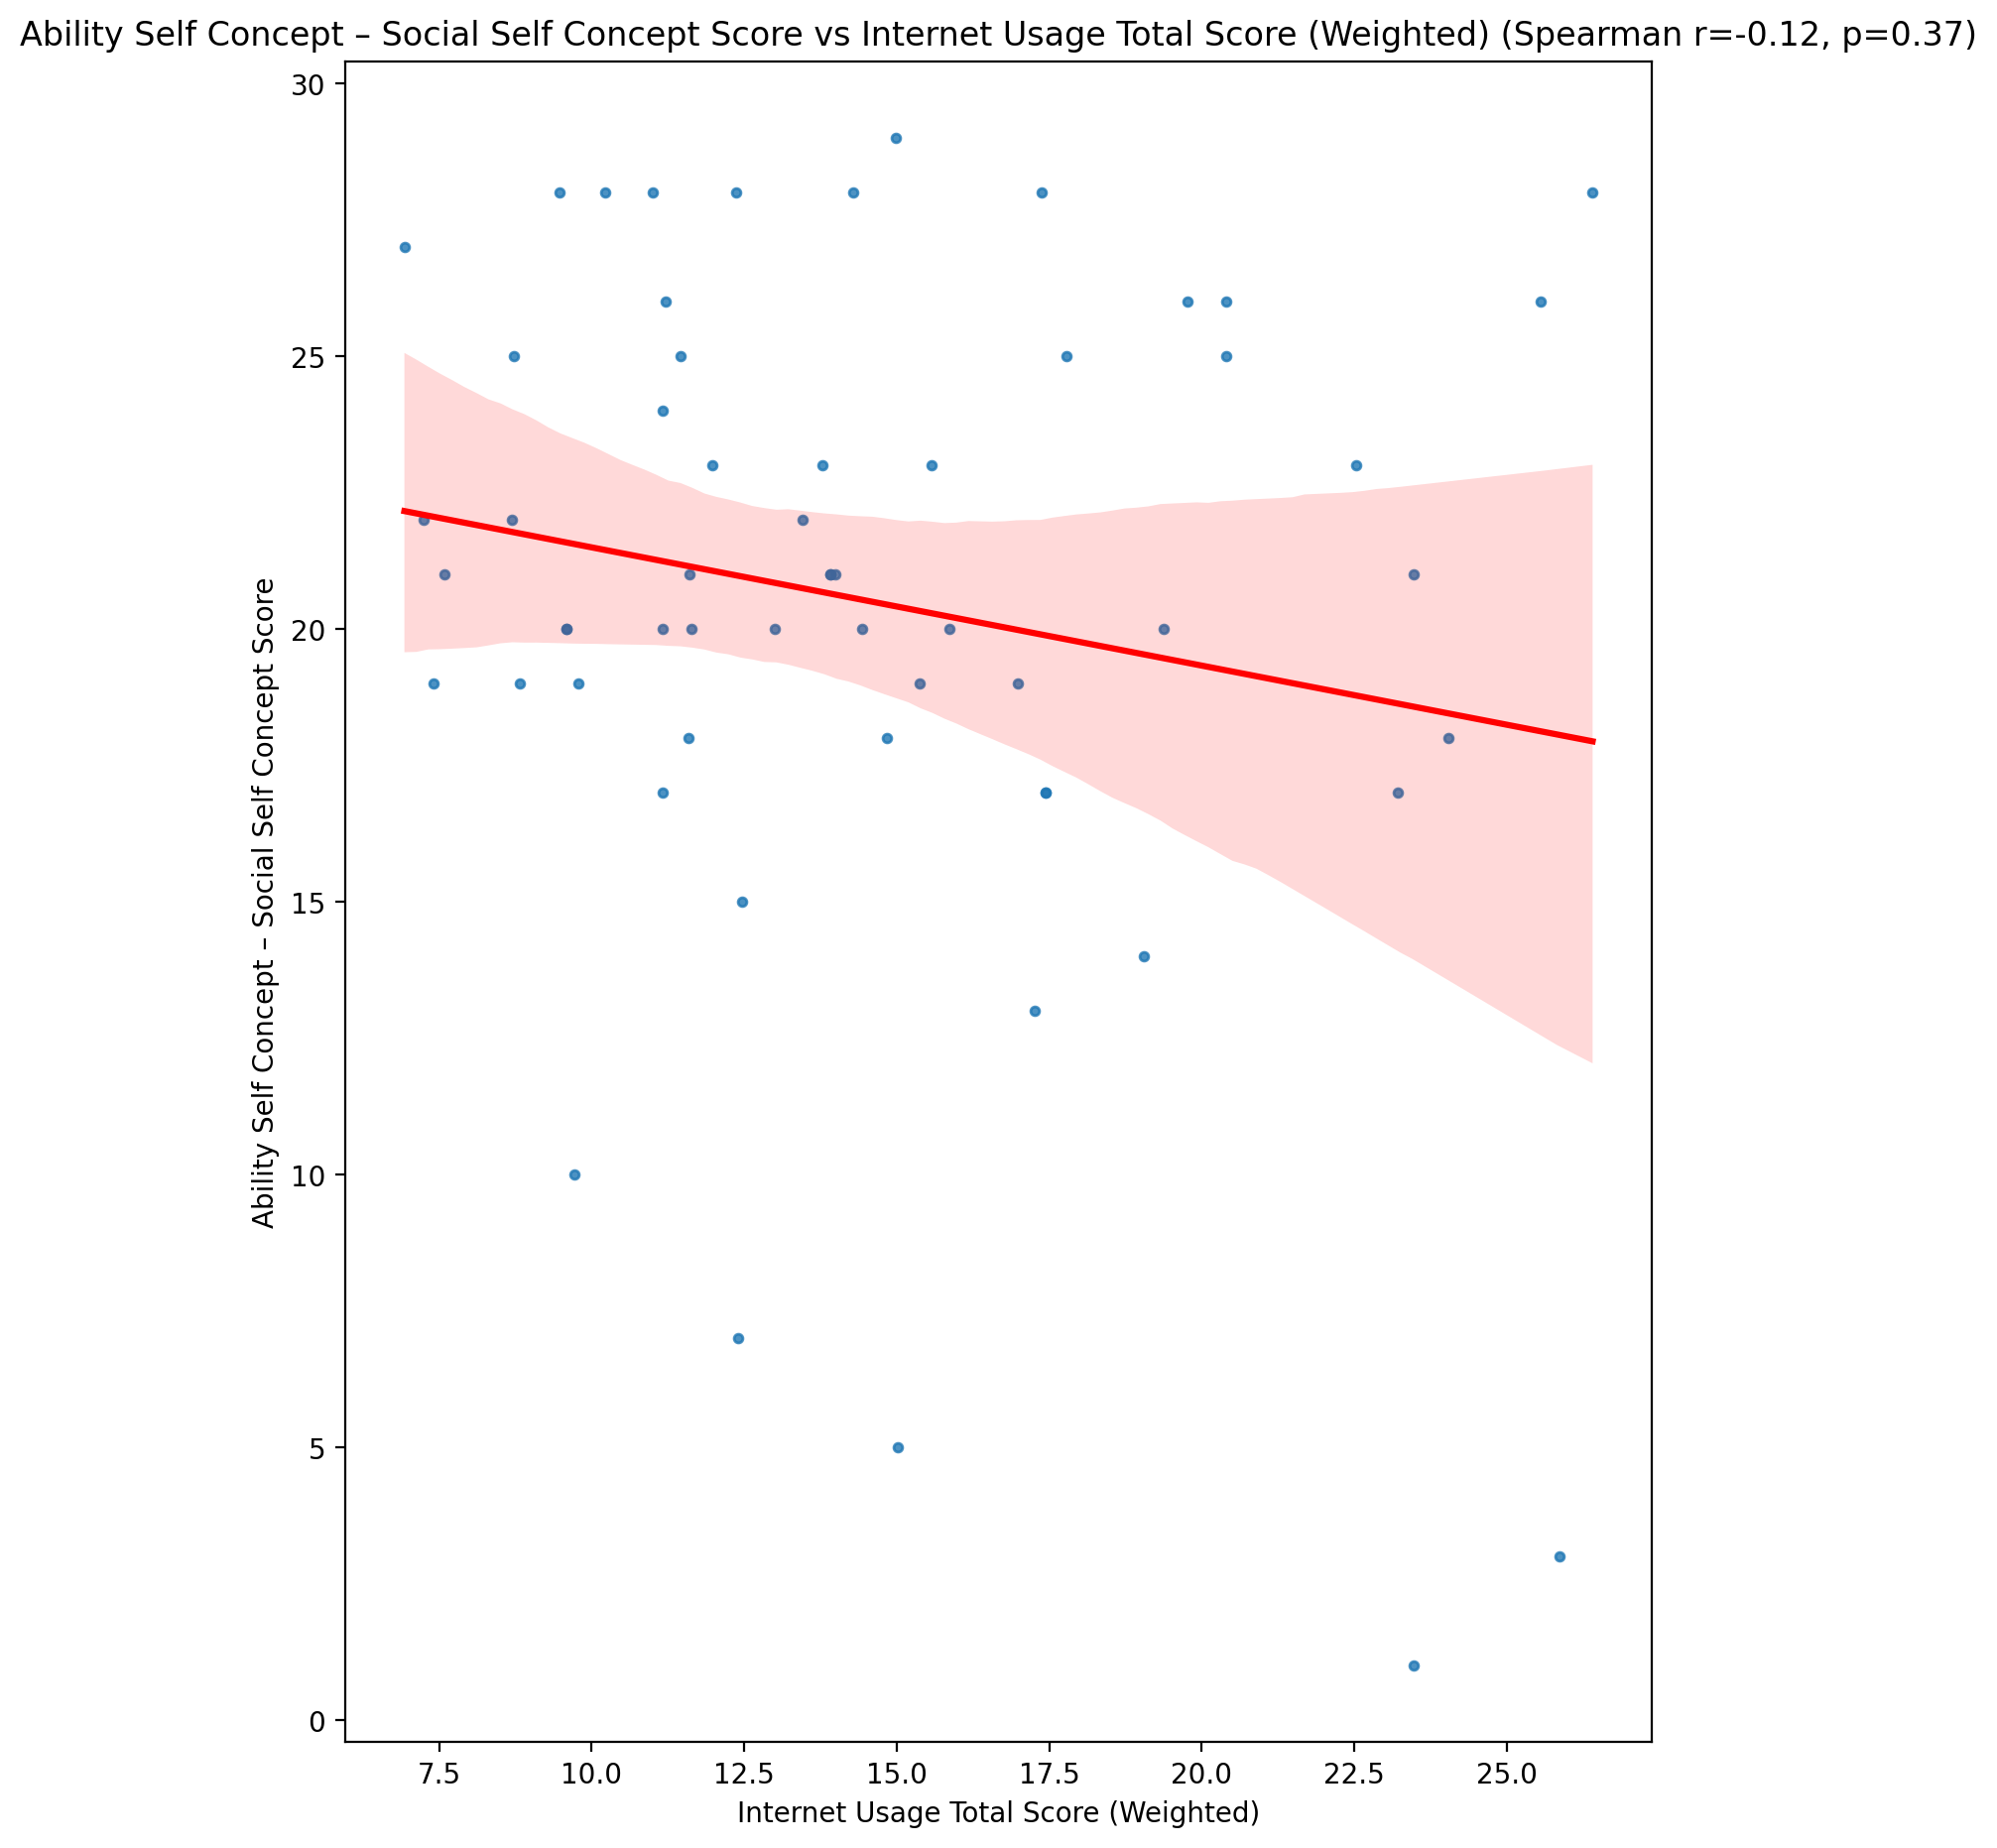 Ability Self Concept – Social Self Concept Score vs Internet Usage Total Score (Weighted) (Spearman r=-0.12, p=0.37)
Ability Self Concept – Social Self Concept Score
30
25
20
15
10
5
0
7.5 10.0 12.5 15.0 17.5 20.0 22.5 25.0
Internet Usage Total Score (Weighted)